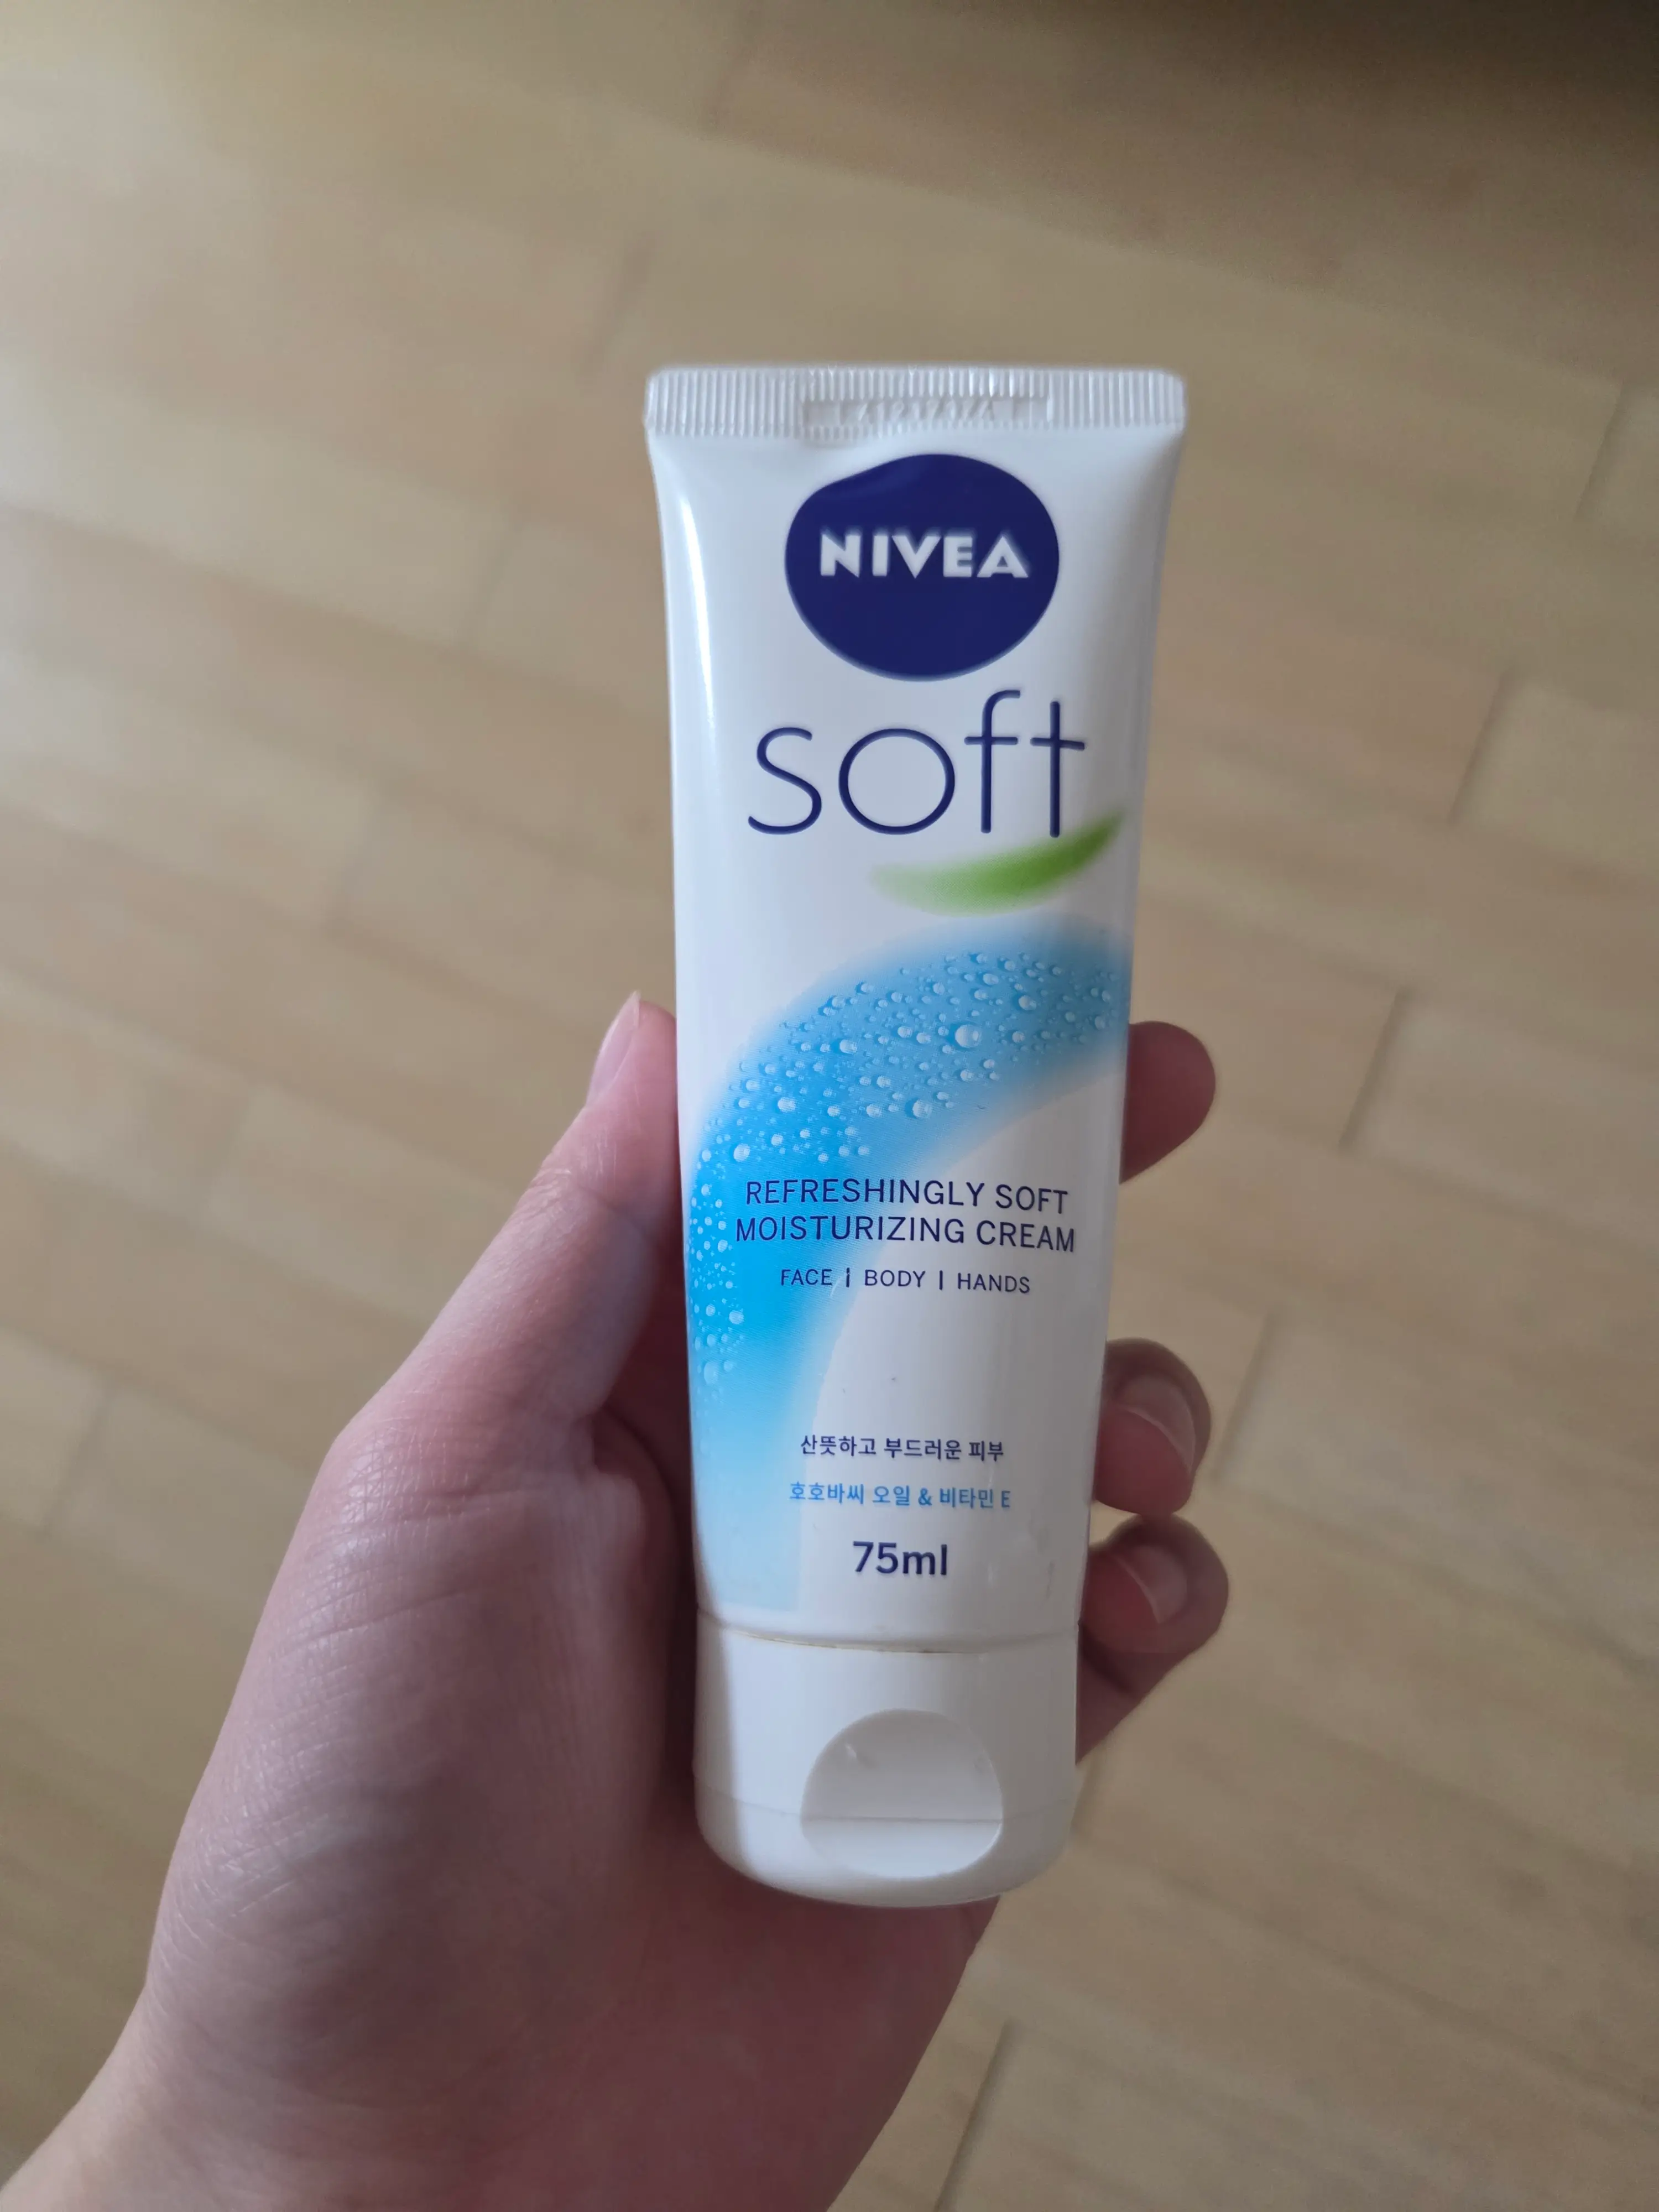 NIVEA
soft
REFRESHINGLY SOFT
MOISTURIZING CREAM
FACE | BODY | HANDS
산뜻하고 부드러운 피부
호호바씨 오일 & 비타민 E
75ml